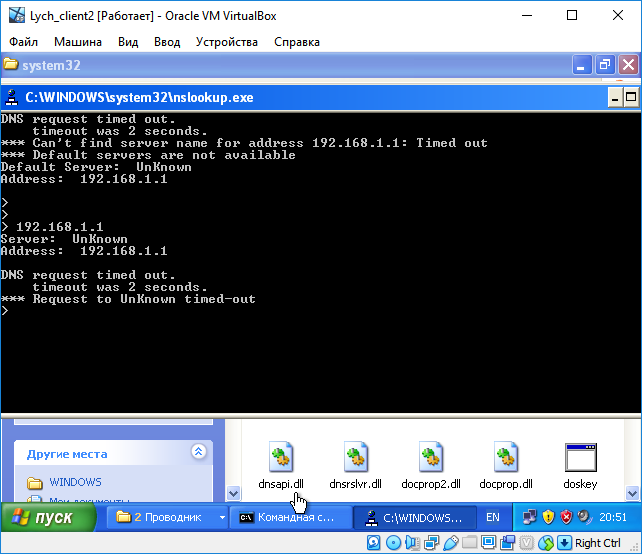 Lych_client2 [Работает] - Oracle VM VirtualBox
Файл Машина Вид Ввод Устройства Справка
system32
C:\WINDOWS\system32\nslookup.exe
DNS request timed out.
timeout was 2 seconds.
*** Can't find server name for address 192.168.1.1: Timed out
*** Default servers are not available
Default Server: UnKnown
Address: 192.168.1.1
>
>
> 192.168.1.1
Server: UnKnown
Address: 192.168.1.1
DNS request timed out.
timeout was 2 seconds.
*** Request to UnKnown timed-out
>
Другие места
WINDOWS
Мои документы
dnsapi.dll dnsrslvr.dll docprop2.dll docprop.dll doskey
пуск 2 Проводник Командная с... C:\WINDOWS... EN 20:51
Right Ctrl